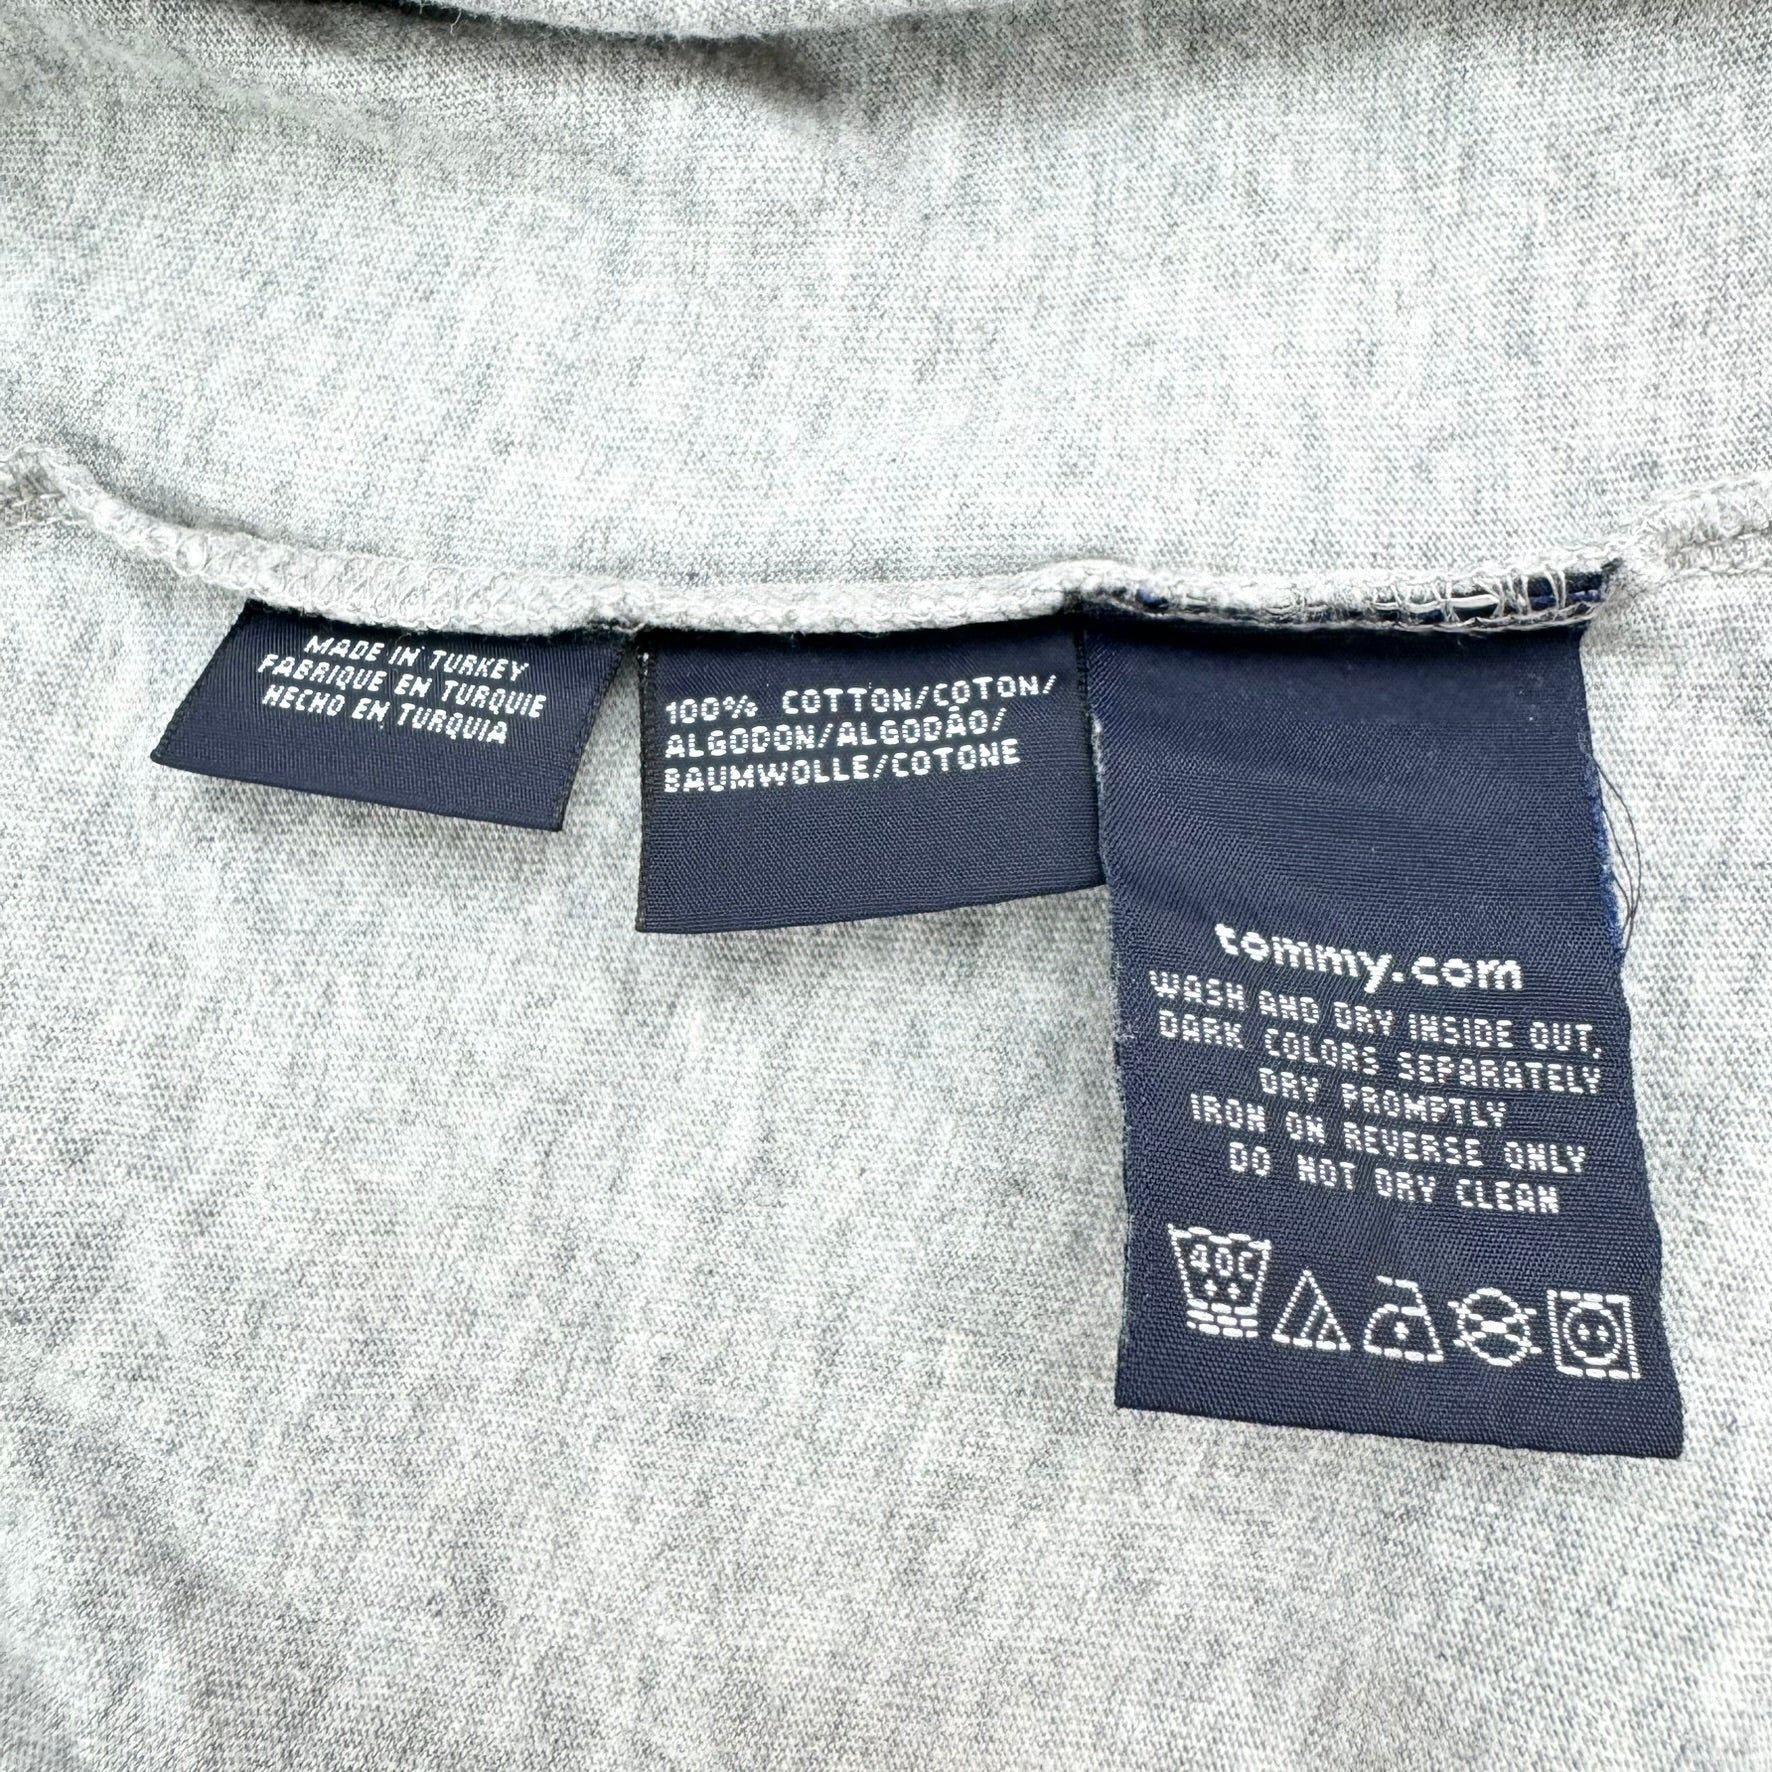 MADE IN TURKEY
FABRIQUE EN TURQUIE
HECHO EN TURQUIA
100% COTTON/COTON/
ALGODON/ALGODÃO/
BAUMWOLLE/COTONE
tommy.com
WASH AND DRY INSIDE OUT,
DARK COLORS SEPARATELY
DRY PROMPTLY
IRON ON REVERSE ONLY
DO NOT DRY CLEAN
40C